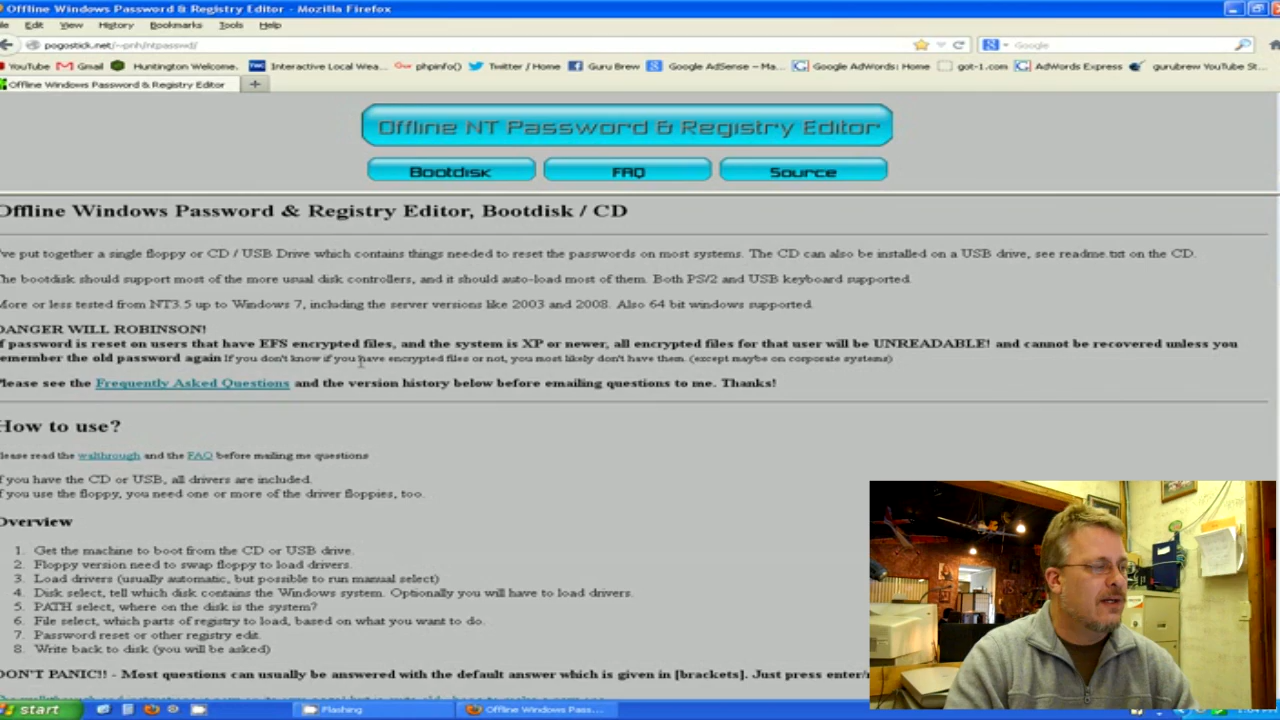 Offline Windows Password & Registry Editor - Mozilla Firefox
Edit View History Bookmarks Tools Help
pogostick.net/~pnh/ntpasswd/
Google
YouTube Gmail Huntington Welcome. Interactive Local Wea... phpinfo() Twitter / Home Guru Brew Google AdSense – Ma... Google AdWords: Home got-1.com AdWords Express gurubrew YouTube St...
Offline Windows Password & Registry Editor
Offline NT Password & Registry Editor
Bootdisk FAQ Source
Offline Windows Password & Registry Editor, Bootdisk / CD
I've put together a single floppy or CD / USB Drive which contains things needed to reset the passwords on most systems. The CD can also be installed on a USB drive, see readme.txt on the CD.
The bootdisk should support most of the more usual disk controllers, and it should auto-load most of them. Both PS/2 and USB keyboard supported.
More or less tested from NT3.5 up to Windows 7, including the server versions like 2003 and 2008. Also 64 bit windows supported.
DANGER WILL ROBINSON!
If password is reset on users that have EFS encrypted files, and the system is XP or newer, all encrypted files for that user will be UNREADABLE! and cannot be recovered unless you
remember the old password again If you don't know if you have encrypted files or not, you most likely don't have them. (except maybe on corporate systems)
Please see the Frequently Asked Questions and the version history below before emailing questions to me. Thanks!
How to use?
Please read the walthrough and the FAQ before mailing me questions
If you have the CD or USB, all drivers are included.
If you use the floppy, you need one or more of the driver floppies, too.
Overview
1. Get the machine to boot from the CD or USB drive.
2. Floppy version need to swap floppy to load drivers.
3. Load drivers (usually automatic, but possible to run manual select)
4. Disk select, tell which disk contains the Windows system. Optionally you will have to load drivers.
5. PATH select, where on the disk is the system?
6. File select, which parts of registry to load, based on what you want to do.
7. Password reset or other registry edit.
8. Write back to disk (you will be asked)
DON'T PANIC!! - Most questions can usually be answered with the default answer which is given in [brackets]. Just press enter/r
start Flashing Offline Windows Pass...